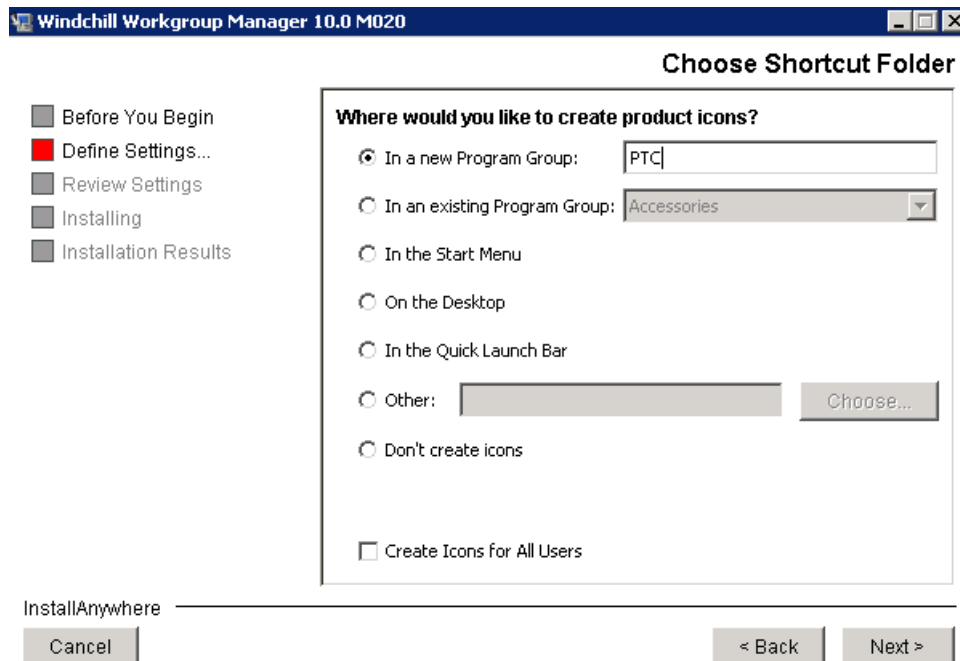 Windchill Workgroup Manager 10.0 M020
Choose Shortcut Folder
Before You Begin
Define Settings...
Review Settings
Installing
Installation Results
Where would you like to create product icons?
In a new Program Group: PTC
In an existing Program Group: Accessories
In the Start Menu
On the Desktop
In the Quick Launch Bar
Other: Choose...
Don't create icons
Create Icons for All Users
InstallAnywhere
Cancel < Back Next >